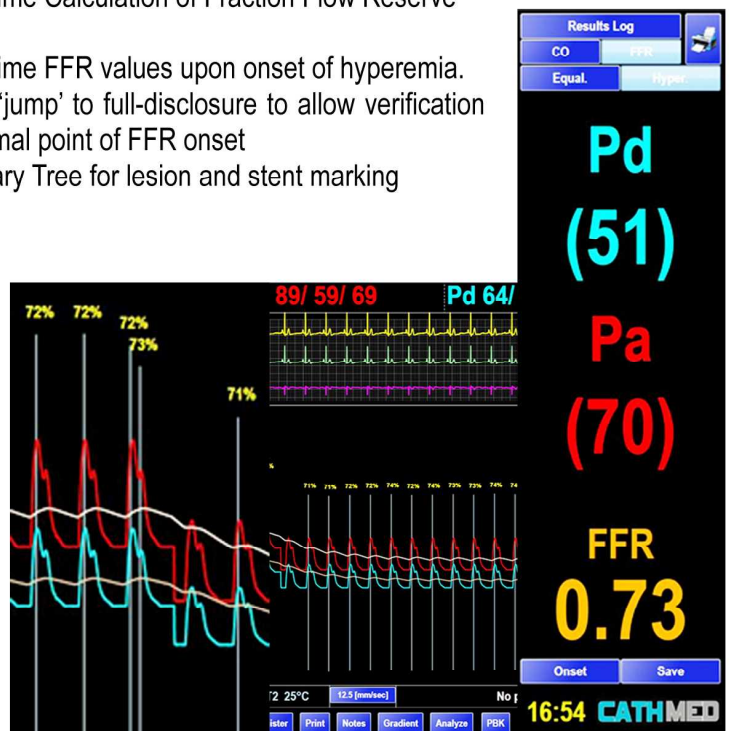 me Calculation of Fraction Flow Reserve
ime FFR values upon onset of hyperemia.
'jump' to full-disclosure to allow verification
mal point of FFR onset
ary Tree for lesion and stent marking
Results Log
CO FFR
Equal. Hyper.
Pd
(51)
Pa
(70)
FFR
0.73
Onset Save
16:54 CATHMED
72% 72% 72%
73%
71%
89/ 59/ 69 Pd 64/
%
71% 71% 72% 72% 74% 72% 74% 73% 73% 74% 74
T2 25°C 12.5 [mm/sec] No p
ister Print Notes Gradient Analyze PBK